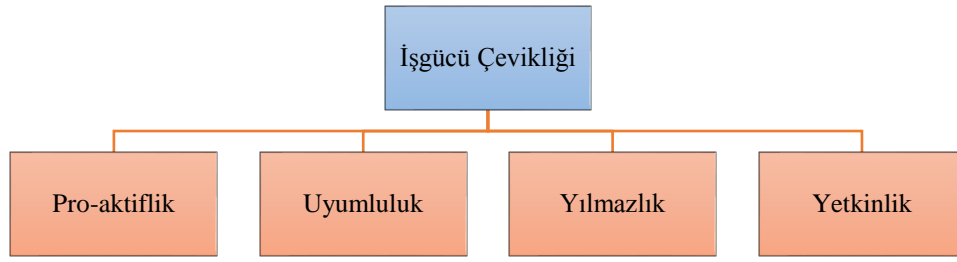 İşgücü Çevikliği
Pro-aktiflik
Uyumluluk
Yılmazlık
Yetkinlik